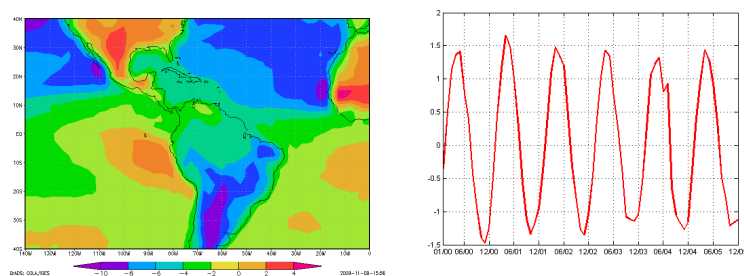 40N
30N
20N
10N
EQ
10S
20S
30S
40S
140W 130W 120W 110W 100W 90W 80W 70W 60W 50W 40W 30W 20W 10W 0
-10 -8 -6 -4 -2 0 2 4
GrADS: COLA/IGES
2009-11-09-15:56
2
1.5
1
0.5
0
-0.5
-1
-1.5
01/00 06/00 12/00 06/01 12/01 06/02 12/02 06/03 12/03 06/04 12/04 06/05 12/0